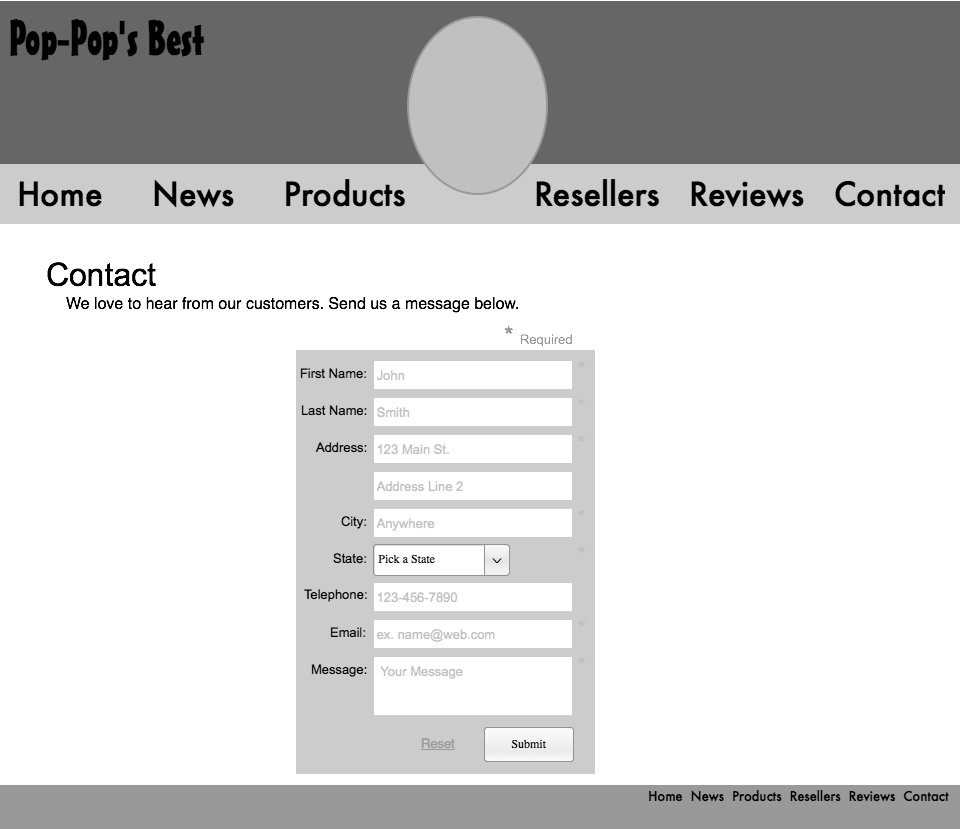 Pop-Pop's Best
Home News Products Resellers Reviews Contact
Contact
We love to hear from our customers. Send us a message below.
* Required
First Name: John *
Last Name: Smith *
Address: 123 Main St. *
Address Line 2
City: Anywhere *
State: Pick a State *
Telephone: 123-456-7890
Email: ex. name@web.com *
Message: Your Message *
Reset Submit
Home News Products Resellers Reviews Contact